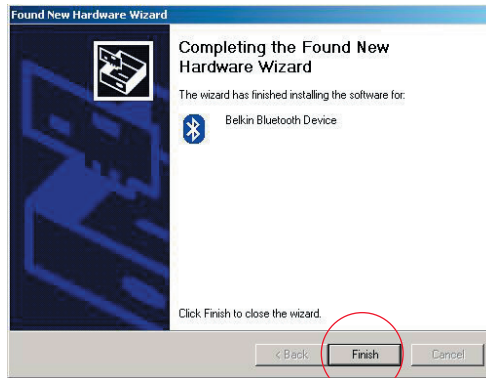 Found New Hardware Wizard
Completing the Found New
Hardware Wizard
The wizard has finished installing the software for:
Belkin Bluetooth Device
Click Finish to close the wizard.
< Back
Finish
Cancel